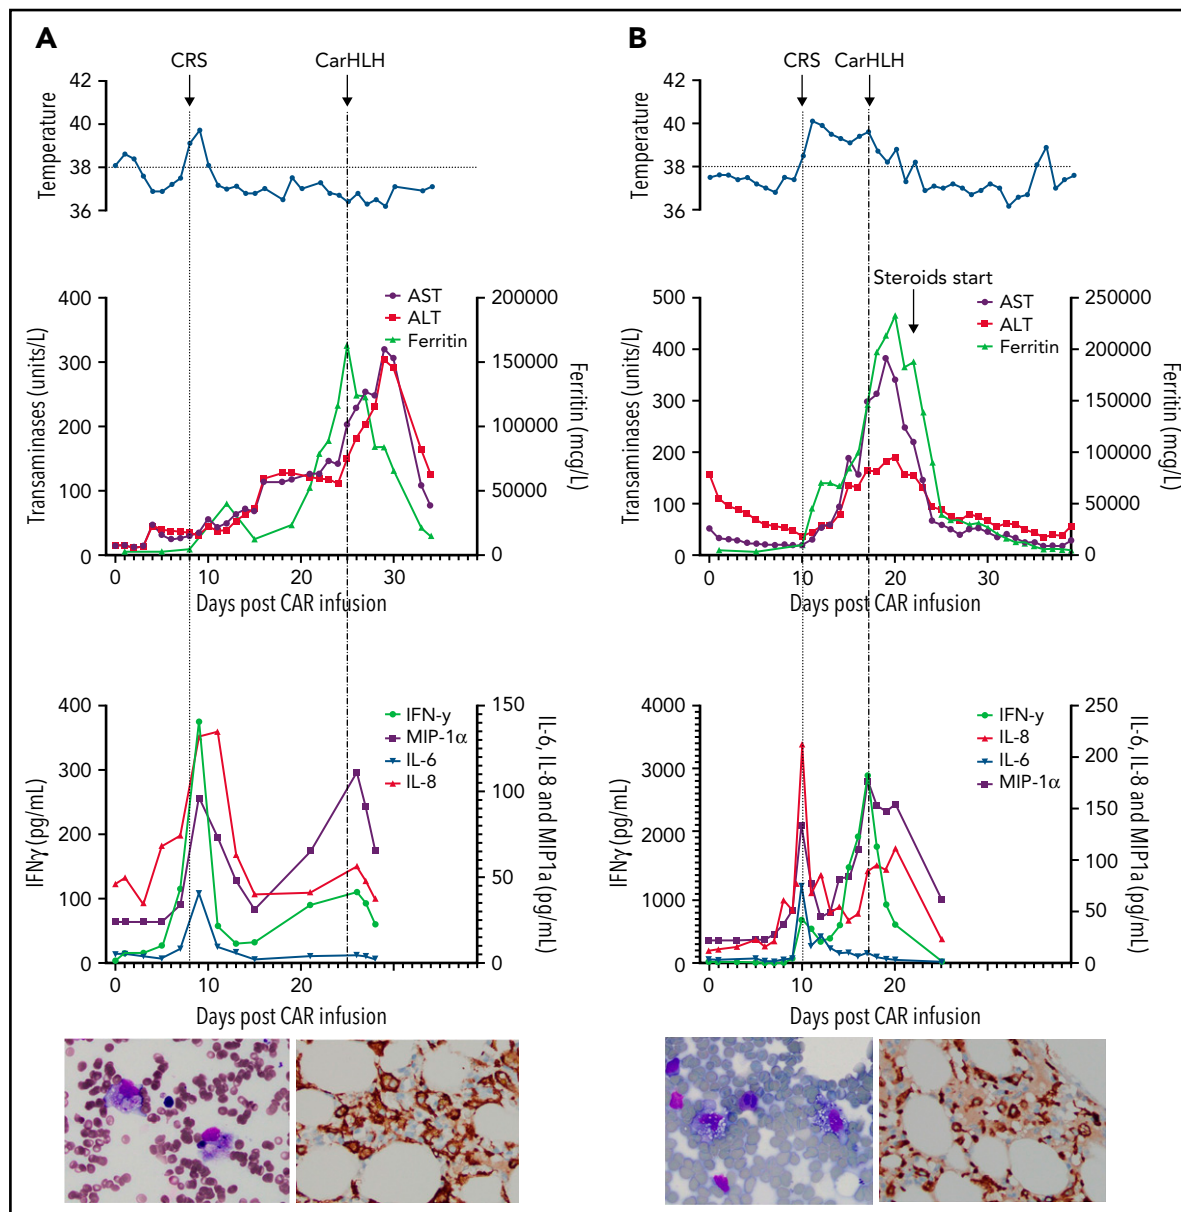 A
CRS
CarHLH
42
40
38
36
Temperature
400
300
200
100
0
Transaminases (units/L)
AST
ALT
Ferritin
200000
150000
100000
50000
0
Ferritin (mcg/L)
0
10
20
30
Days post CAR infusion
400
300
200
100
0
IFNγ (pg/mL)
IFN-y
MIP-1α
IL-6
IL-8
150
100
50
0
IL-6, IL-8 and MIP1a (pg/mL)
0
10
20
30
Days post CAR infusion
B
CRS
CarHLH
42
40
38
36
Temperature
Steroids start
500
400
300
200
100
0
Transaminases (units/L)
AST
ALT
Ferritin
250000
200000
150000
100000
50000
0
Ferritin (mcg/L)
0
10
20
30
Days post CAR infusion
4000
3000
2000
1000
0
IFNγ (pg/mL)
IFN-y
IL-8
IL-6
MIP-1α
250
200
150
100
50
0
IL-6, IL-8 and MIP1a (pg/mL)
0
10
20
Days post CAR infusion